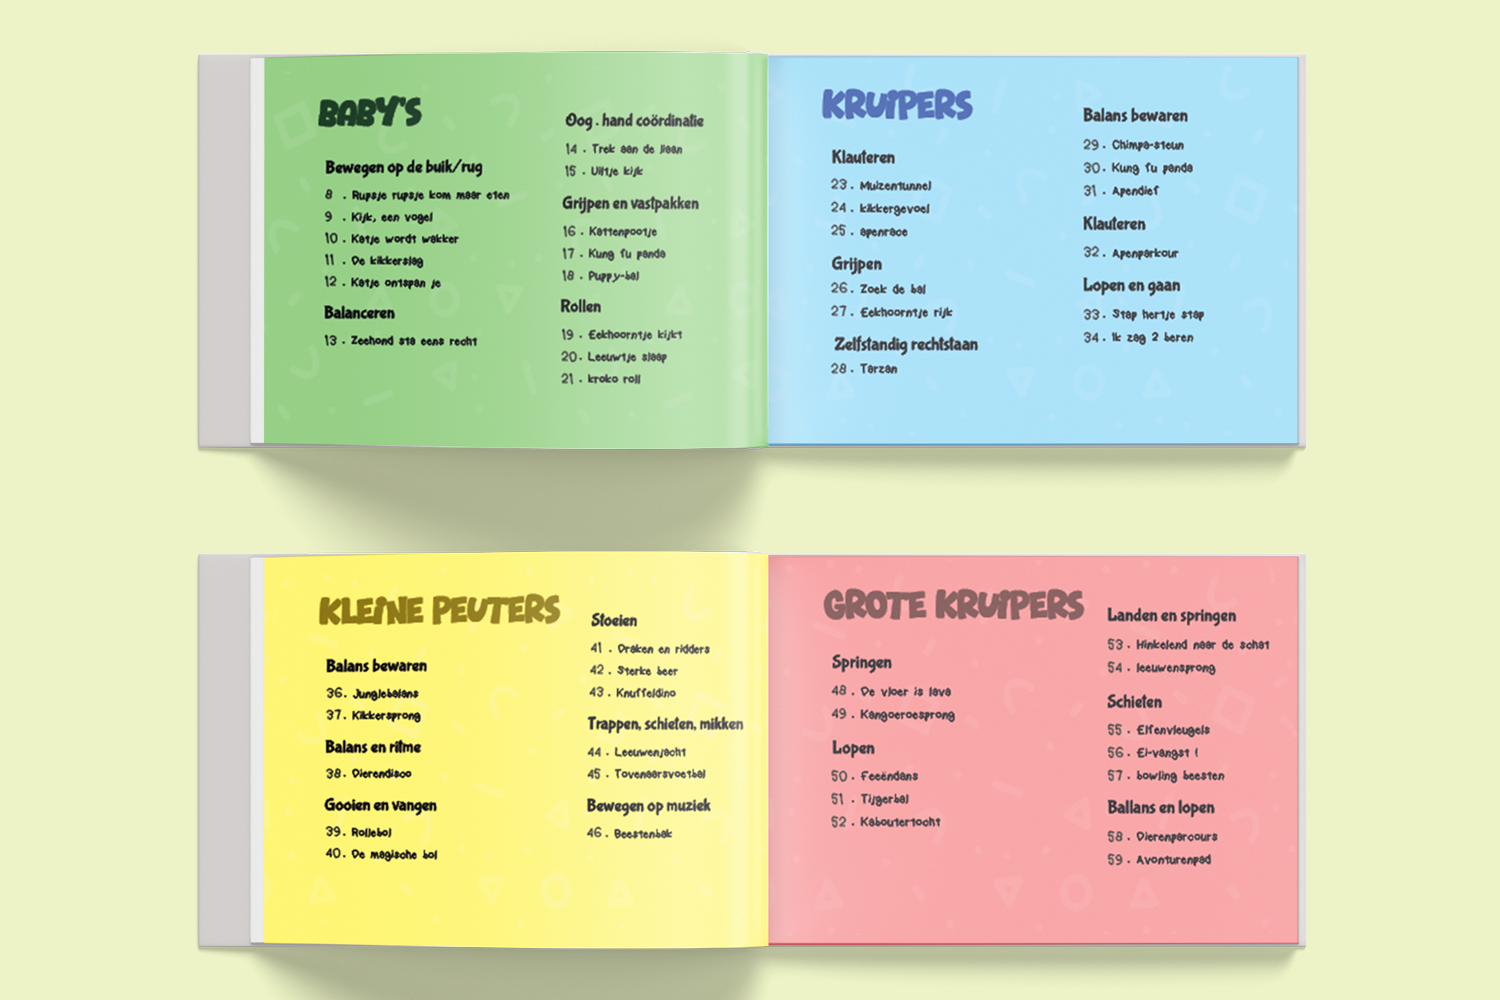 BABY'S
Bewegen op de buik/rug
8 . Rupsje rupsje kom maar eten
9 . Kijk, een vogel
10 . Katje wordt wakker
11 . De kikkerslag
12 . Katje ontspan je
Balanceren
13 . Zeehond sta eens recht
Oog . hand coördinatie
14 . Trek aan de liaan
15 . Uiltje kijk
Grijpen en vastpakken
16 . Kattenpootje
17 . Kung fu panda
18 . Puppy-bal
Rollen
19 . Eekhoorntje kijkt
20 . Leeuwtje slaap
21 . kroko roll
KRUIPERS
Klauteren
23 . Muizentunnel
24 . kikkergevoel
25 . apenrace
Grijpen
26 . Zoek de bal
27 . Eekhoorntje rijk
Zelfstandig rechtstaan
28 . Tarzan
Balans bewaren
29 . Chimpa-steun
30 . Kung fu panda
31 . Apendief
Klauteren
32 . Apenparkour
Lopen en gaan
33 . Stap hertje stap
34 . Ik zag 2 beren
KLEINE PEUTERS
Balans bewaren
36 . Junglebalans
37 . Kikkersprong
Balans en ritme
38 . Dierendisco
Gooien en vangen
39 . Rollebol
40 . De magische bol
Stoeien
41 . Draken en ridders
42 . Sterke beer
43 . Knuffeldino
Trappen, schieten, mikken
44 . Leeuwenjacht
45 . Tovenaarsvoetbal
Bewegen op muziek
46 . Beestenbak
GROTE KRUIPERS
Springen
48 . De vloer is lava
49 . Kangoeroesprong
Lopen
50 . Feeëndans
51 . Tijgerbal
52 . Kaboutertocht
Landen en springen
53 . Hinkelend naar de schat
54 . leeuwensprong
Schieten
55 . Elfenvleugels
56 . Ei-vangst !
57 . bowling beesten
Ballans en lopen
58 . Dierenparcours
59 . Avonturenpad